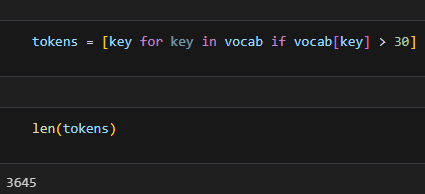 tokens = [key for key in vocab if vocab[key] > 30]
len(tokens)
3645